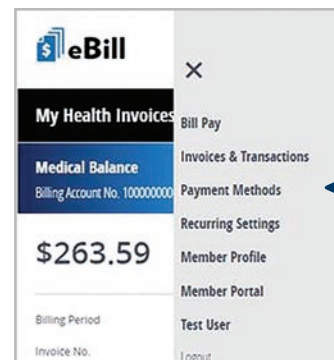 eBill
My Health Invoices
Medical Balance
Billing Account No. 100000000
$263.59
Billing Period
Invoice No.
×
Bill Pay
Invoices & Transactions
Payment Methods
Recurring Settings
Member Profile
Member Portal
Test User
Logout